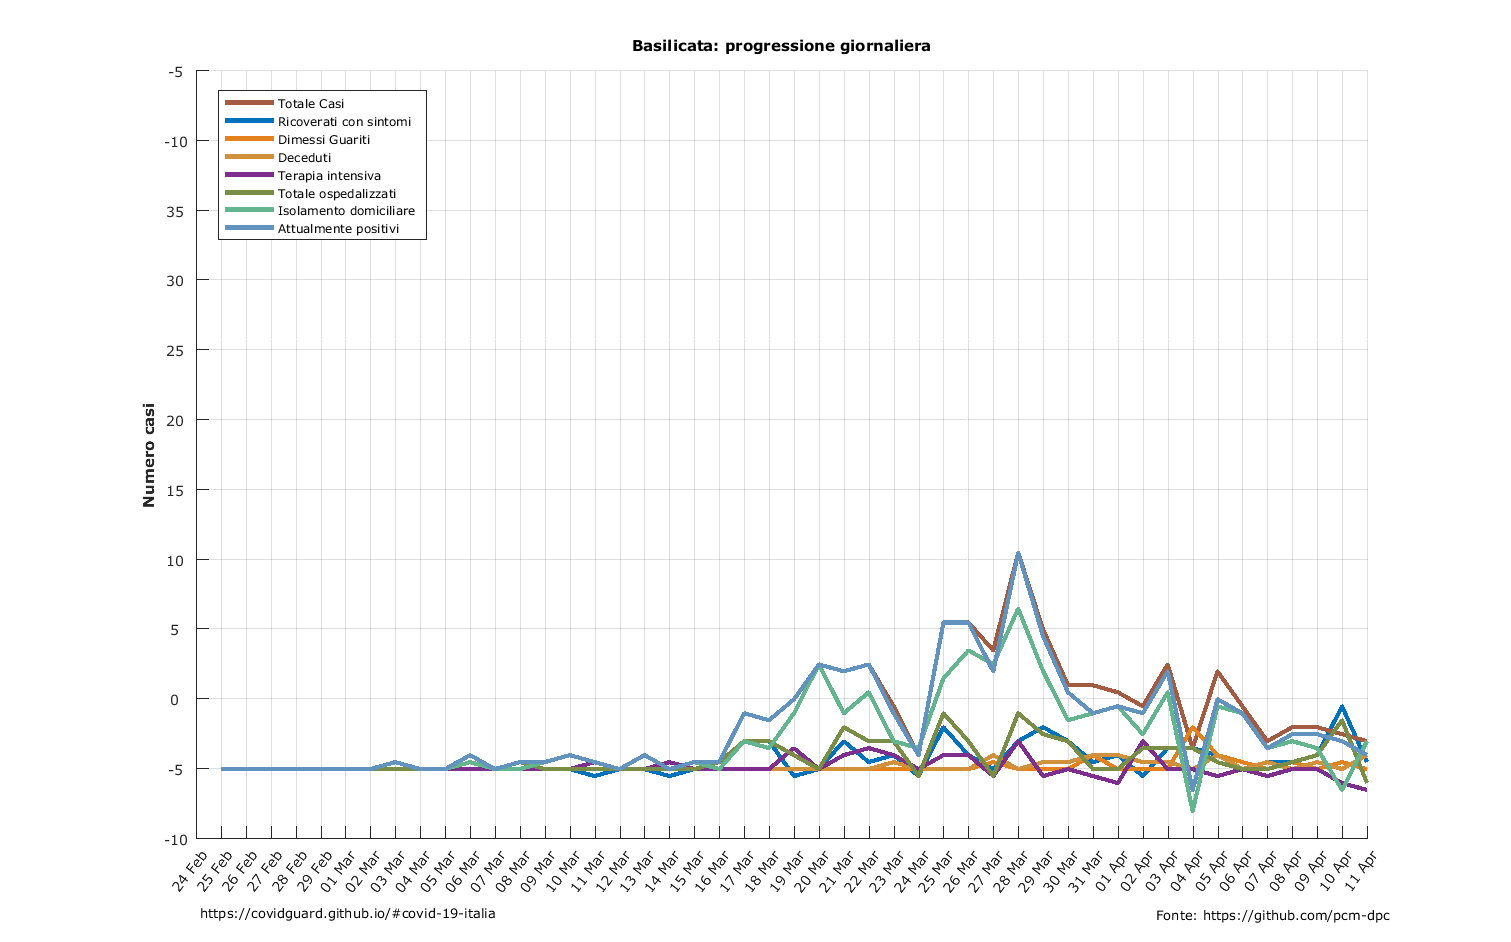 Basilicata: progressione giornaliera
-5
-10
35
30
25
20
15
10
5
0
-5
-10
Numero casi
Totale Casi
Ricoverati con sintomi
Dimessi Guariti
Deceduti
Terapia intensiva
Totale ospedalizzati
Isolamento domiciliare
Attualmente positivi
24 Feb
25 Feb
26 Feb
27 Feb
28 Feb
29 Feb
01 Mar
02 Mar
03 Mar
04 Mar
05 Mar
06 Mar
07 Mar
08 Mar
09 Mar
10 Mar
11 Mar
12 Mar
13 Mar
14 Mar
15 Mar
16 Mar
17 Mar
18 Mar
19 Mar
20 Mar
21 Mar
22 Mar
23 Mar
24 Mar
25 Mar
26 Mar
27 Mar
28 Mar
29 Mar
30 Mar
31 Mar
01 Apr
02 Apr
03 Apr
04 Apr
05 Apr
06 Apr
07 Apr
08 Apr
09 Apr
10 Apr
11 Apr
https://covidguard.github.io/#covid-19-italia
Fonte: https://github.com/pcm-dpc